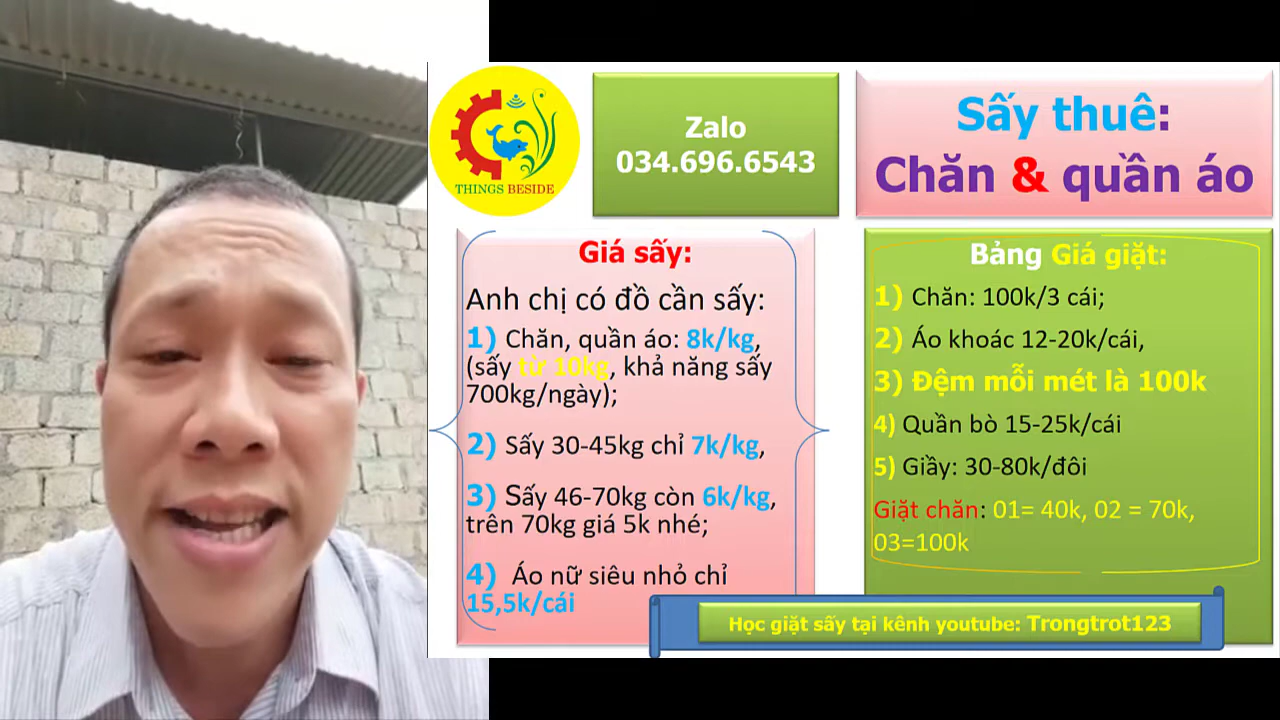 THINGS BESIDE
Zalo
034.696.6543
Sấy thuê:
Chăn & quần áo
Giá sấy:
Anh chị có đồ cần sấy:
1) Chăn, quần áo: 8k/kg,
(sấy từ 10kg, khả năng sấy
700kg/ngày);
2) Sấy 30-45kg chỉ 7k/kg,
3) Sấy 46-70kg còn 6k/kg,
trên 70kg giá 5k nhé;
4) Áo nữ siêu nhỏ chỉ
15,5k/cái
Bảng Giá giặt:
1) Chăn: 100k/3 cái;
2) Áo khoác 12-20k/cái,
3) Đệm mỗi mét là 100k
4) Quần bò 15-25k/cái
5) Giầy: 30-80k/đôi
Giặt chăn: 01= 40k, 02 = 70k,
03=100k
Học giặt sấy tại kênh youtube: Trongtrot123